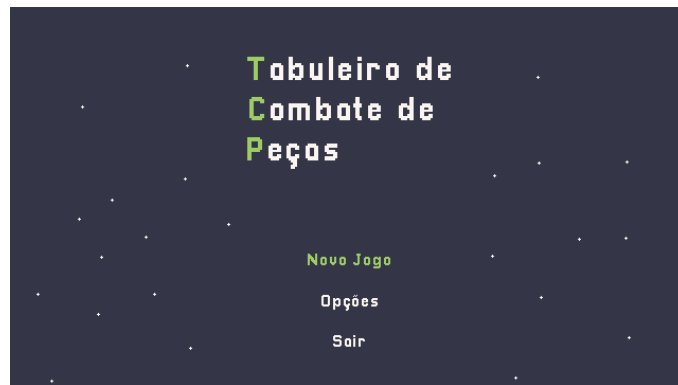 Tabuleiro de
Combate de
Peças
Novo Jogo
Opções
Sair